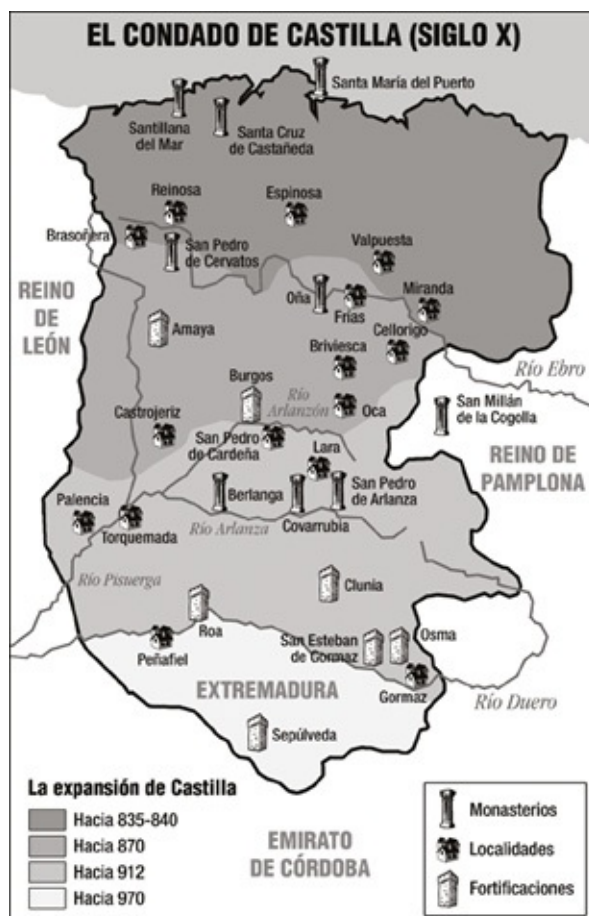 EL CONDADO DE CASTILLA (SIGLO X)
Santa María del Puerto
Santillana
del Mar
Santa Cruz
de Castañeda
Reinosa
Espinosa
Brasoñera
San Pedro
de Cervatos
Valpuesta
REINO
DE
LEÓN
Oña
Frías
Miranda
Amaya
Cellorigo
Briviesca
Río Ebro
Burgos
Río
Arlanzón
Oca
San Millán
de la Cogolla
Castrojeriz
San Pedro
de Cardeña
Lara
REINO DE
PAMPLONA
Palencia
Berlanga
San Pedro
de Arlanza
Torquemada
Río Arlanza
Covarrubia
Río Pisuerga
Clunia
Roa
Peñafiel
San Esteban
de Gormaz
Osma
EXTREMADURA
Gormaz
Río Duero
Sepúlveda
La expansión de Castilla
Hacia 835-840
Hacia 870
Hacia 912
Hacia 970
EMIRATO
DE CÓRDOBA
Monasterios
Localidades
Fortificaciones